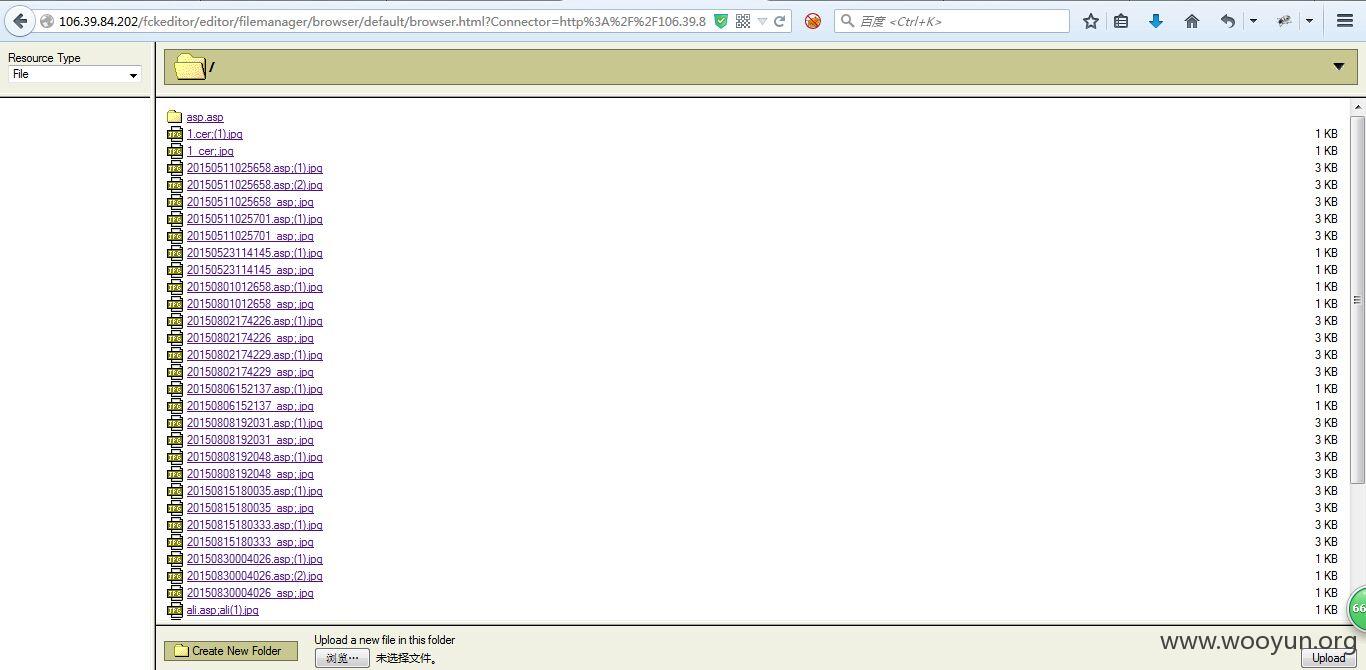 106.39.84.202/fckeditor/editor/filemanager/browser/default/browser.html?Connector=http%3A%2F%2F106.39.8
百度 <Ctrl+K>
Resource Type
File
/
asp.asp
1.cer;(1).jpg 1 KB
1_cer;.jpg 1 KB
20150511025658.asp;(1).jpg 3 KB
20150511025658.asp;(2).jpg 3 KB
20150511025658_asp;.jpg 3 KB
20150511025701.asp;(1).jpg 3 KB
20150511025701_asp;.jpg 3 KB
20150523114145.asp;(1).jpg 1 KB
20150523114145_asp;.jpg 1 KB
20150801012658.asp;(1).jpg 1 KB
20150801012658_asp;.jpg 1 KB
20150802174226.asp;(1).jpg 3 KB
20150802174226_asp;.jpg 3 KB
20150802174229.asp;(1).jpg 3 KB
20150802174229_asp;.jpg 3 KB
20150806152137.asp;(1).jpg 1 KB
20150806152137_asp;.jpg 1 KB
20150808192031.asp;(1).jpg 3 KB
20150808192031_asp;.jpg 3 KB
20150808192048.asp;(1).jpg 3 KB
20150808192048_asp;.jpg 3 KB
20150815180035.asp;(1).jpg 3 KB
20150815180035_asp;.jpg 3 KB
20150815180333.asp;(1).jpg 3 KB
20150815180333_asp;.jpg 3 KB
20150830004026.asp;(1).jpg 1 KB
20150830004026.asp;(2).jpg 1 KB
20150830004026_asp;.jpg 1 KB
ali.asp;ali(1).jpg 1 KB
66
Create New Folder
Upload a new file in this folder
浏览… 未选择文件。
www.wooyun.org
Upload